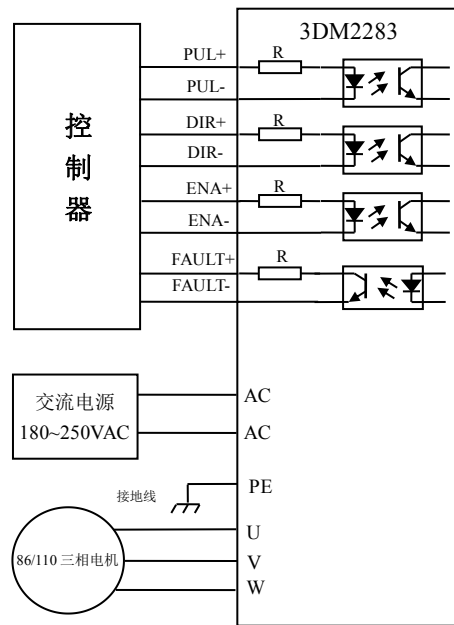 3DM2283
PUL+
R
PUL-
控
制
器
DIR+
R
DIR-
ENA+
R
ENA-
FAULT+
R
FAULT-
交流电源
180~250VAC
AC
AC
接地线
PE
86/110 三相电机
U
V
W